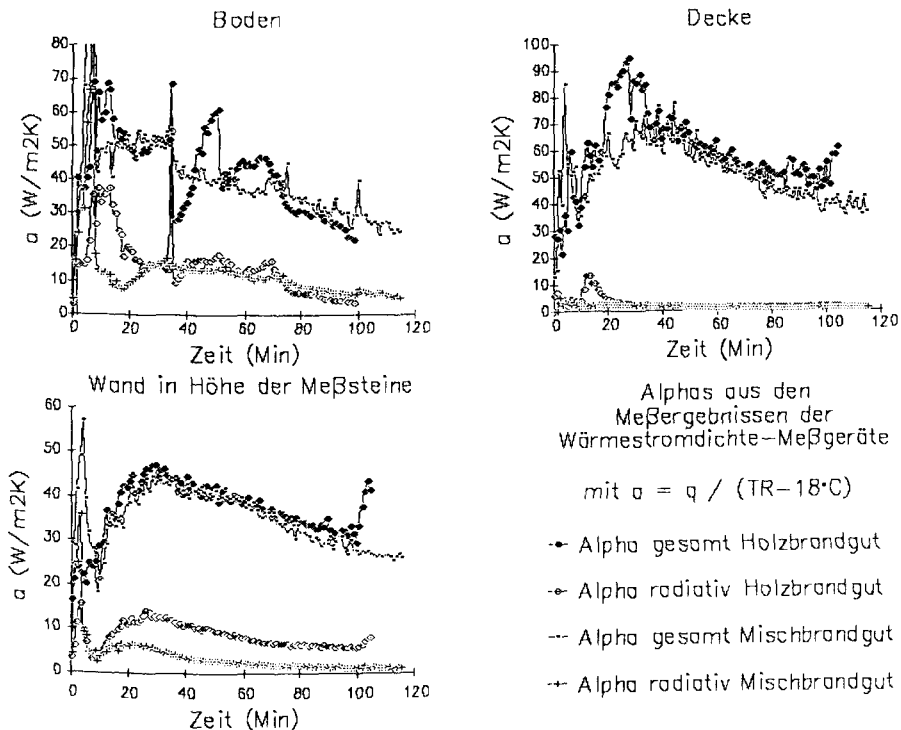 Boden
80
70
60
50
40
30
20
10
0
α (W/m2K)
0 20 40 60 80 100 120
Zeit (Min)
Decke
100
90
80
70
60
50
40
30
20
10
0
α (W/m2K)
0 20 40 60 80 100 120
Zeit (Min)
Wand in Höhe der Meßsteine
60
50
40
30
20
10
0
α (W/m2K)
0 20 40 60 80 100 120
Zeit (Min)
Alphas aus den
Meßergebnissen der
Wärmestromdichte-Meßgeräte
mit α = q / (TR-18°C)
Alpha gesamt Holzbrandgut
Alpha radiativ Holzbrandgut
Alpha gesamt Mischbrandgut
Alpha radiativ Mischbrandgut